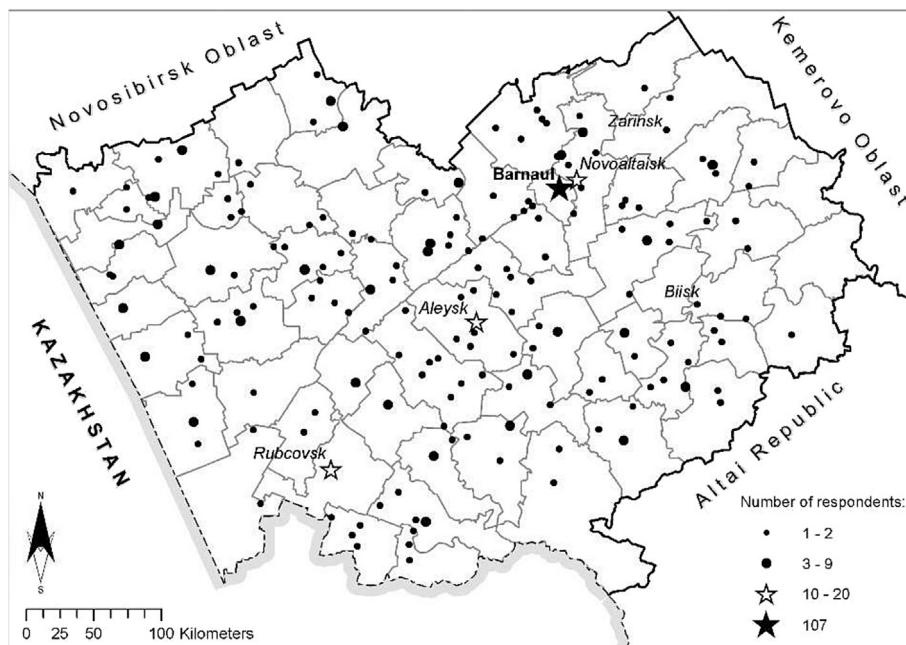 Novosibirsk Oblast
Kemerovo Oblast
Zarinsk
Novoaltaisk
Barnaul
Biisk
Aleysk
KAZAKHSTAN
Rubcovsk
Altai Republic
Number of respondents:
1 - 2
3 - 9
10 - 20
107
N
S
0 25 50 100 Kilometers